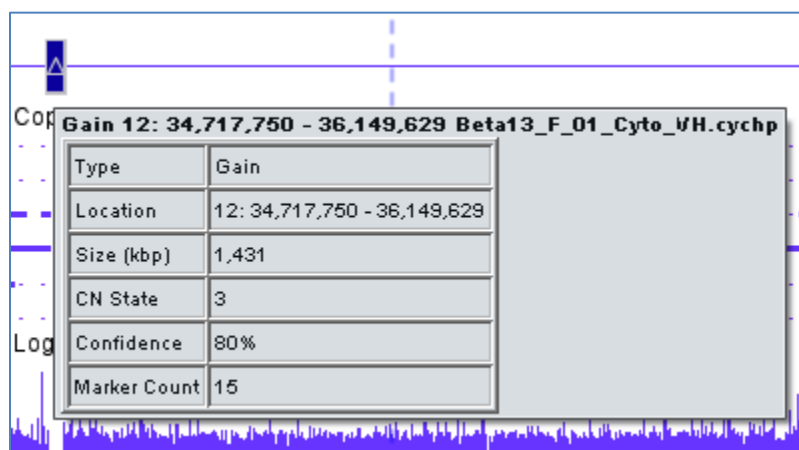 Cop
Gain 12: 34,717,750 - 36,149,629 Beta13_F_01_Cyto_VH.cychp
Type Gain
Location 12: 34,717,750 - 36,149,629
Size (kbp) 1,431
CN State 3
Confidence 80%
Log
Marker Count 15